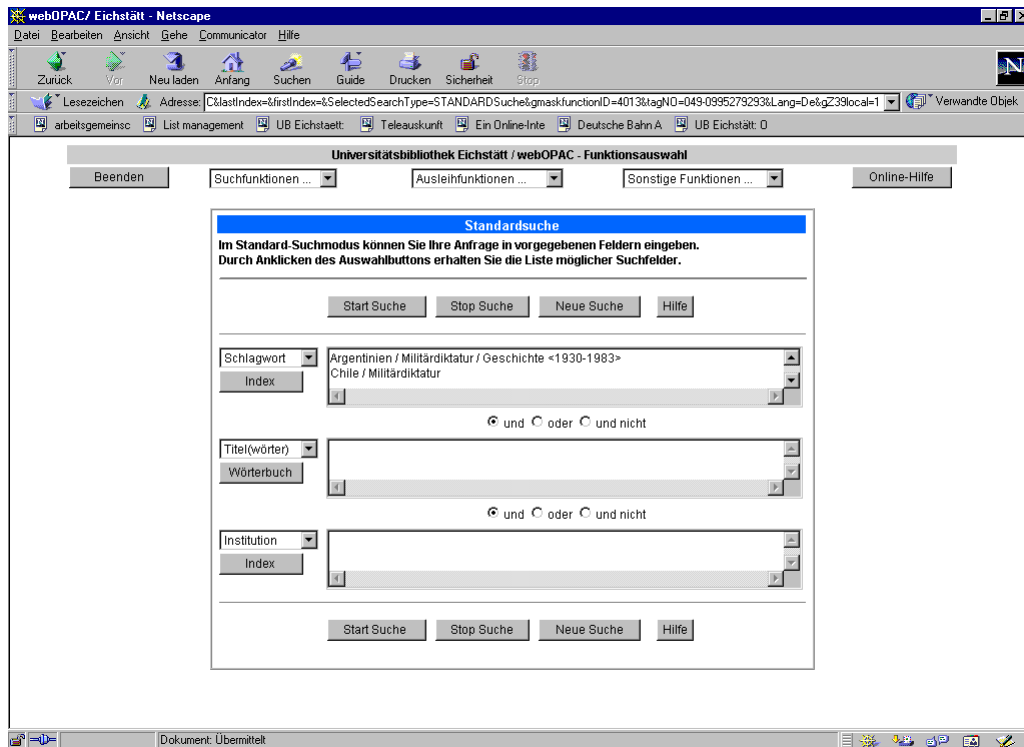 webOPAC/ Eichstätt - Netscape
Datei Bearbeiten Ansicht Gehe Communicator Hilfe
Zurück Vor Neu laden Anfang Suchen Guide Drucken Sicherheit Stop
Lesezeichen Adresse: C&lastIndex=&firstIndex=&SelectedSearchType=STANDARDSuche&gmaskfunctionID=4013&tagNO=049-0995279293&Lang=De&gZ39local=1 Verwandte Objek
arbeitsgemeinsc List management UB Eichstaett: Teleauskunft Ein Online-Inte Deutsche Bahn A UB Eichstätt: O
Universitätsbibliothek Eichstätt / webOPAC - Funktionsauswahl
Beenden Suchfunktionen ... Ausleihfunktionen ... Sonstige Funktionen ... Online-Hilfe
Standardsuche
Im Standard-Suchmodus können Sie Ihre Anfrage in vorgegebenen Feldern eingeben.
Durch Anklicken des Auswahlbuttons erhalten Sie die Liste möglicher Suchfelder.
Start Suche Stop Suche Neue Suche Hilfe
Schlagwort Argentinien / Militärdiktatur / Geschichte <1930-1983>
Index Chile / Militärdiktatur
und oder und nicht
Titel(wörter)
Wörterbuch
und oder und nicht
Institution
Index
Start Suche Stop Suche Neue Suche Hilfe
Dokument: Übermittelt